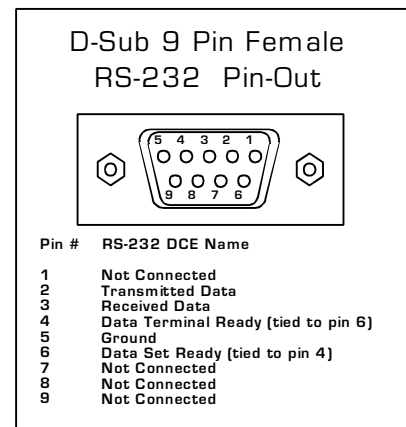 D-Sub 9 Pin Female
RS-232 Pin-Out
5 4 3 2 1
9 8 7 6
Pin # RS-232 DCE Name
1 Not Connected
2 Transmitted Data
3 Received Data
4 Data Terminal Ready (tied to pin 6)
5 Ground
6 Data Set Ready (tied to pin 4)
7 Not Connected
8 Not Connected
9 Not Connected